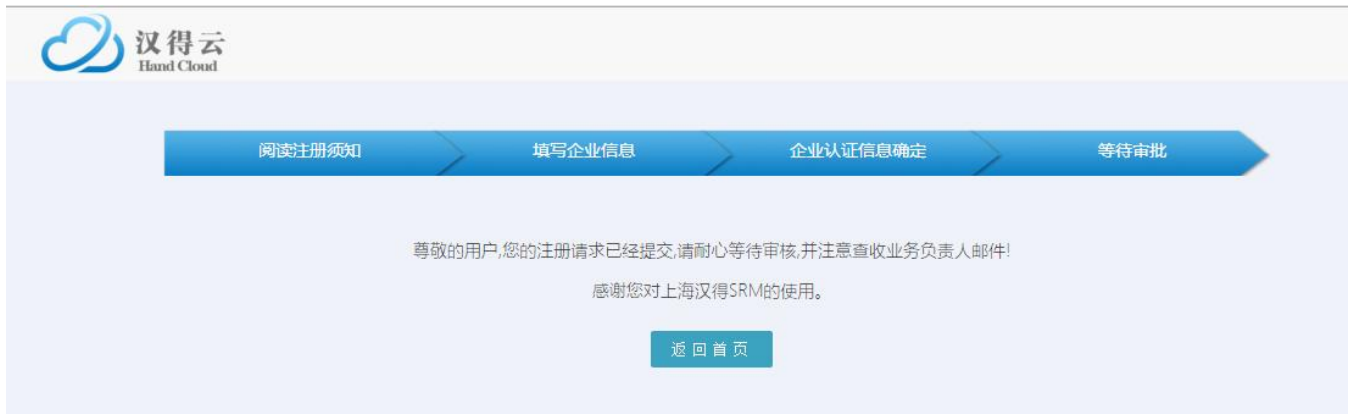 汉得云
Hand Cloud
阅读注册须知 填写企业信息 企业认证信息确定 等待审批
尊敬的用户,您的注册请求已经提交,请耐心等待审核,并注意查收业务负责人邮件!
感谢您对上海汉得SRM的使用。
返回首页